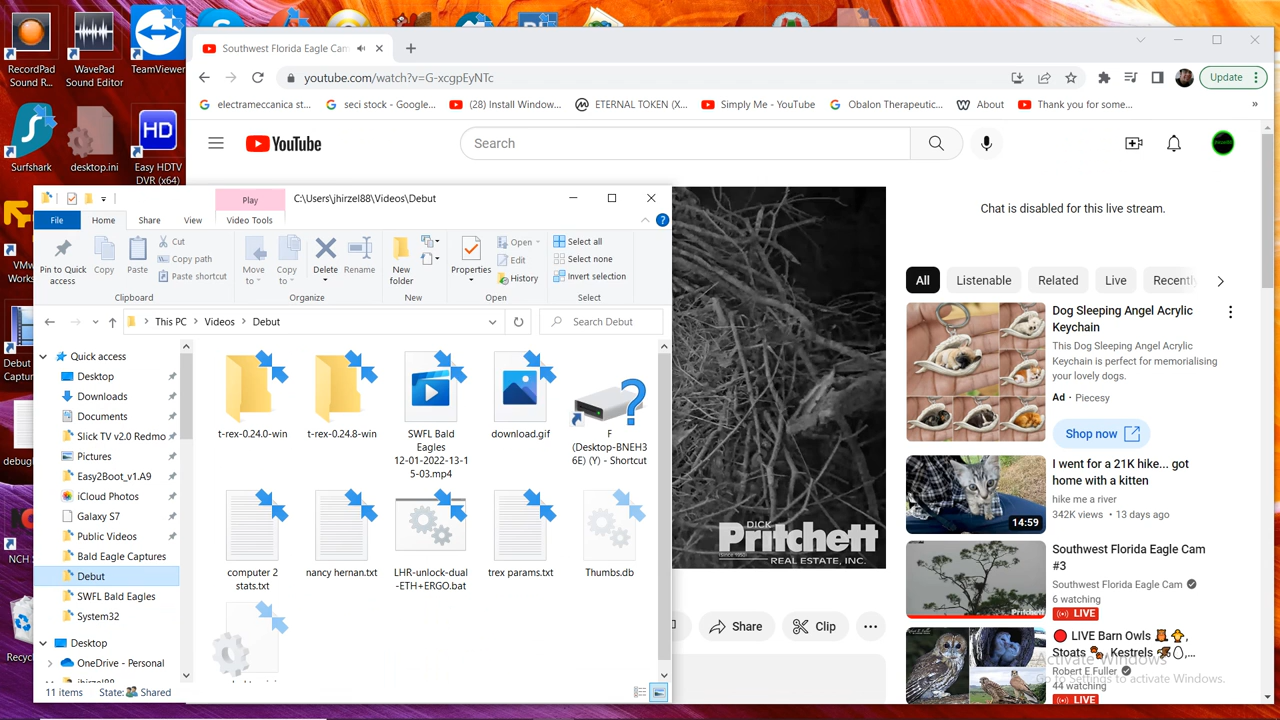 RecordPad
Sound R...
WavePad
Sound Editor
TeamViewer
Surfshark
desktop.ini
Easy HDTV
DVR (x64)
HD
VMw
Works
Debut
Captur
debugl
NCH S
Recyc
Southwest Florida Eagle Cam
youtube.com/watch?v=G-xcgpEyNTc
Update
electrameccanica st...
seci stock - Google...
(28) Install Window...
ETERNAL TOKEN (X...
Simply Me - YouTube
Obalon Therapeutic...
About
Thank you for some...
YouTube
Search
Chat is disabled for this live stream.
All
Listenable
Related
Live
Recently
Dog Sleeping Angel Acrylic
Keychain
This Dog Sleeping Angel Acrylic
Keychain is perfect for memorialising
your lovely dogs.
Ad · Piecesy
Shop now
I went for a 21K hike... got
home with a kitten
hike me a river
342K views • 13 days ago
14:59
Southwest Florida Eagle Cam
#3
Southwest Florida Eagle Cam
6 watching
LIVE
Pritchett
LIVE Barn Owls
Stoats Kestrels
Robert E Fuller
44 watching
LIVE
Activate Windows
Go to Settings to activate Windows.
DICK
Pritchett
REAL ESTATE, INC.
Share
Clip
Play
C:\Users\jhirzel88\Videos\Debut
File
Home
Share
View
Video Tools
Pin to Quick
access
Copy
Paste
Cut
Copy path
Paste shortcut
Clipboard
Move
to
Copy
to
Delete
Rename
Organize
New
folder
New
Properties
Open
Edit
History
Open
Select all
Select none
Invert selection
Select
This PC
Videos
Debut
Search Debut
Quick access
Desktop
Downloads
Documents
Slick TV v2.0 Redmo
Pictures
Easy2Boot_v1.A9
iCloud Photos
Galaxy S7
Public Videos
Bald Eagle Captures
Debut
SWFL Bald Eagles
System32
Desktop
OneDrive - Personal
t-rex-0.24.0-win
t-rex-0.24.8-win
SWFL Bald
Eagles
12-01-2022-13-1
5-03.mp4
download.gif
F
(Desktop-BNEH3
6E) (Y) - Shortcut
computer 2
stats.txt
nancy hernan.txt
LHR-unlock-dual
-ETH+ERGO.bat
trex params.txt
Thumbs.db
11 items
State:
Shared